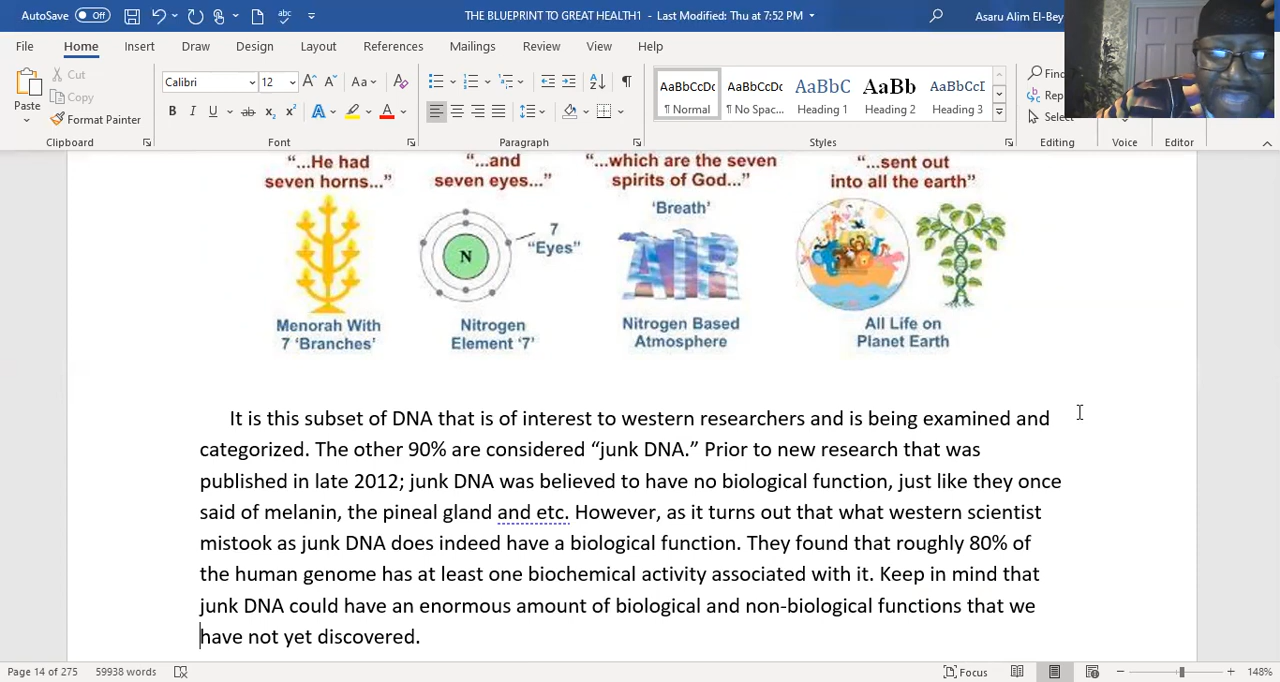 AutoSave Off THE BLUEPRINT TO GREAT HEALTH1 - Last Modified: Thu at 7:52 PM Asaru Alim El-Bey
File Home Insert Draw Design Layout References Mailings Review View Help
Paste
Cut
Copy
Format Painter
Calibri 12
AaBbCcDc AaBbCcDc AaBbC AaBb AaBbCcI
¶ Normal ¶ No Spac... Heading 1 Heading 2 Heading 3
Find
Rep
Select
Clipboard Font Paragraph Styles Editing Voice Editor
“...He had
seven horns...”
“...and
seven eyes...”
“...which are the seven
spirits of God...”
“...sent out
into all the earth”
Menorah With
7 ‘Branches’
N
7
“Eyes”
Nitrogen
Element ‘7’
‘Breath’
AIR
Nitrogen Based
Atmosphere
All Life on
Planet Earth
It is this subset of DNA that is of interest to western researchers and is being examined and
categorized. The other 90% are considered “junk DNA.” Prior to new research that was
published in late 2012; junk DNA was believed to have no biological function, just like they once
said of melanin, the pineal gland and etc. However, as it turns out that what western scientist
mistook as junk DNA does indeed have a biological function. They found that roughly 80% of
the human genome has at least one biochemical activity associated with it. Keep in mind that
junk DNA could have an enormous amount of biological and non-biological functions that we
have not yet discovered.
Page 14 of 275 59938 words Focus 148%